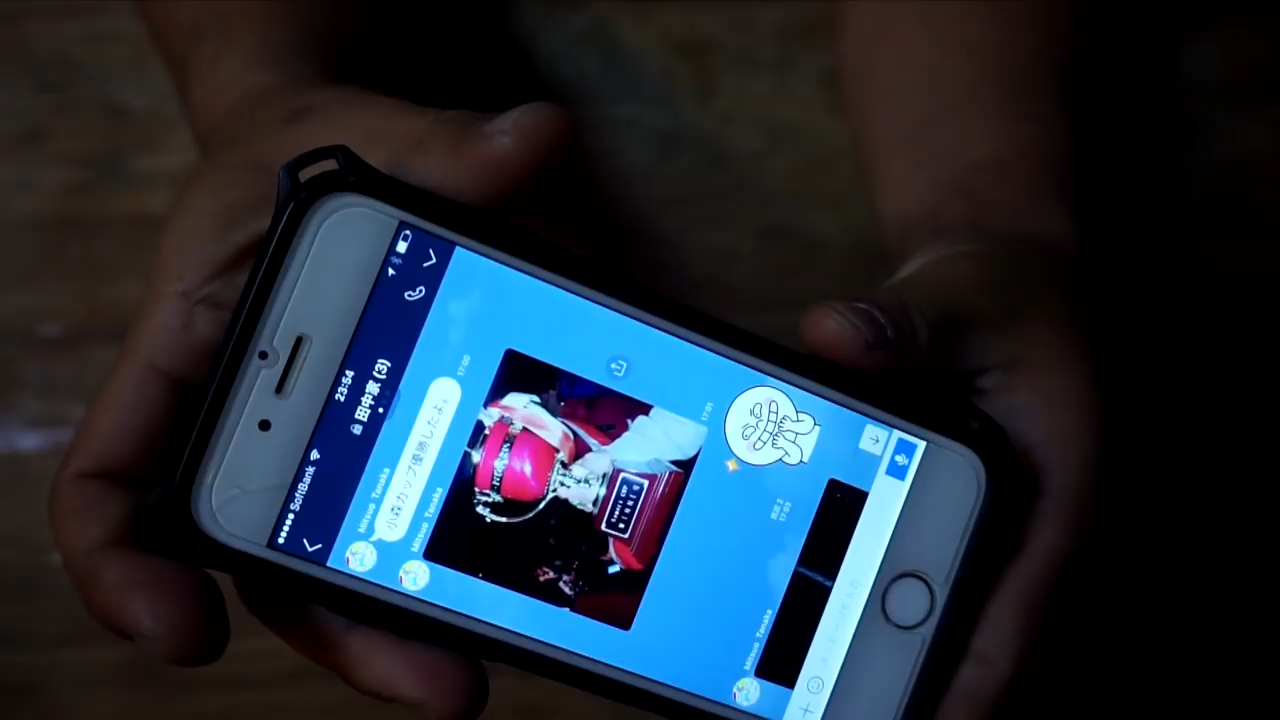 SoftBank 23:54
田中家 (3)
Mitsuo Tanaka
小森カップ優勝したよ。
17:00
Mitsuo Tanaka
17:01
既読 2
17:03
Mitsuo Tanaka